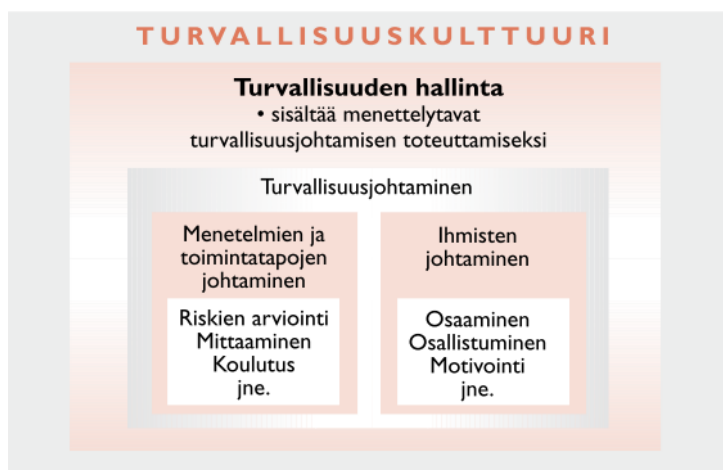 TURVALLISUUSKULTTUURI
Turvallisuuden hallinta
• sisältää menettelytavat
turvallisuusjohtamisen toteuttamiseksi
Turvallisuusjohtaminen
Menetelmien ja
toimintatapojen
johtaminen
Riskien arviointi
Mittaaminen
Koulutus
jne.
Ihmisten
johtaminen
Osaaminen
Osallistuminen
Motivointi
jne.